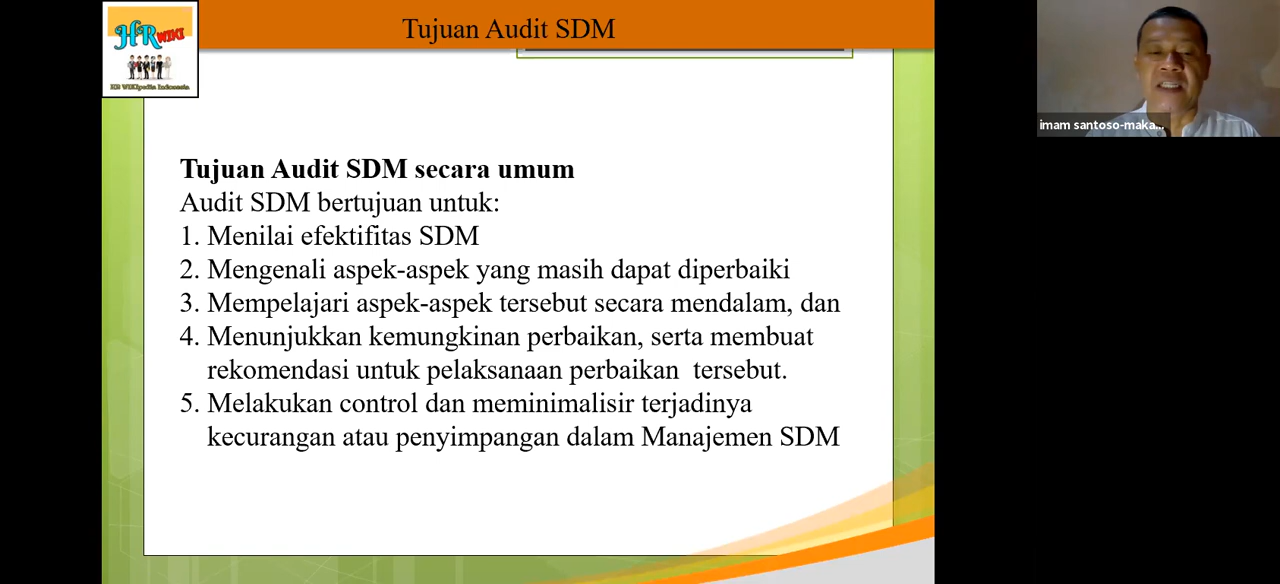 Tujuan Audit SDM
HR WIKI
HR WIKIpedia Indonesia
imam santoso-maka...
Tujuan Audit SDM secara umum
Audit SDM bertujuan untuk:
1. Menilai efektifitas SDM
2. Mengenali aspek-aspek yang masih dapat diperbaiki
3. Mempelajari aspek-aspek tersebut secara mendalam, dan
4. Menunjukkan kemungkinan perbaikan, serta membuat
rekomendasi untuk pelaksanaan perbaikan  tersebut.
5. Melakukan control dan meminimalisir terjadinya
kecurangan atau penyimpangan dalam Manajemen SDM